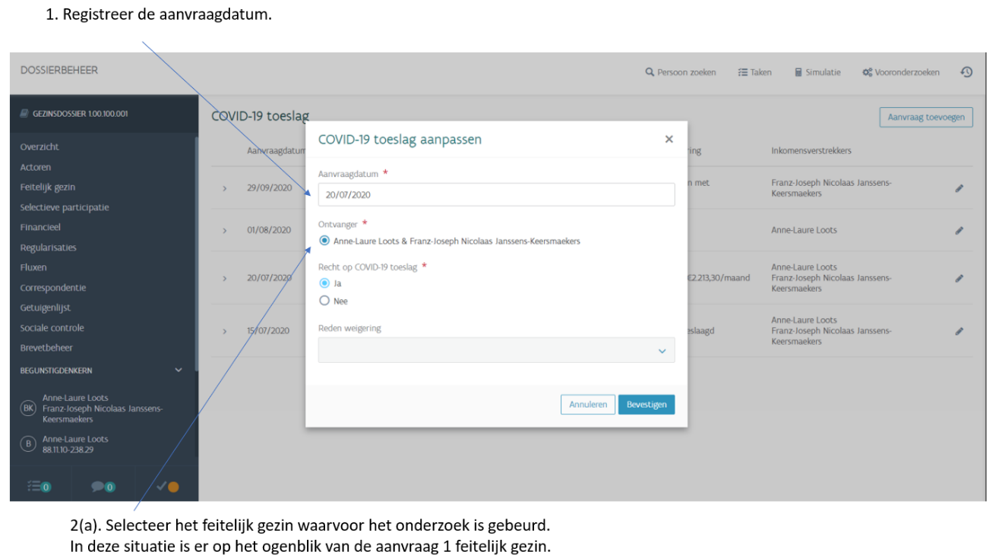 1. Registreer de aanvraagdatum.
DOSSIERBEHEER
Persoon zoeken
Taken
Simulatie
Vooronderzoeken
GEZINSDOSSIER 1.00.100.001
Overzicht
Actoren
Feitelijk gezin
Selectieve participatie
Financieel
Regularisaties
Fluxen
Correspondentie
Getuigenlijst
Sociale controle
Brevetbeheer
BEGUNSTIGDENKERN
BK
Anne-Laure Loots
Franz-Joseph Nicolaas Janssens-
Keersmaekers
B
Anne-Laure Loots
88.11.10-238.29
0
0
COVID-19 toeslag
Aanvraag toevoegen
Aanvraagdatum
ring
Inkomensverstrekkers
29/09/2020
n met
Franz-Joseph Nicolaas Janssens-
Keersmaekers
01/08/2020
Anne-Laure Loots
20/07/2020
€2.213,30/maand
Anne-Laure Loots
Franz-Joseph Nicolaas Janssens-
Keersmaekers
15/07/2020
eslaagd
Anne-Laure Loots
Franz-Joseph Nicolaas Janssens-
Keersmaekers
COVID-19 toeslag aanpassen
Aanvraagdatum *
20/07/2020
Ontvanger *
Anne-Laure Loots & Franz-Joseph Nicolaas Janssens-Keersmaekers
Recht op COVID-19 toeslag *
Ja
Nee
Reden weigering
Annuleren
Bevestigen
2(a). Selecteer het feitelijk gezin waarvoor het onderzoek is gebeurd.
In deze situatie is er op het ogenblik van de aanvraag 1 feitelijk gezin.